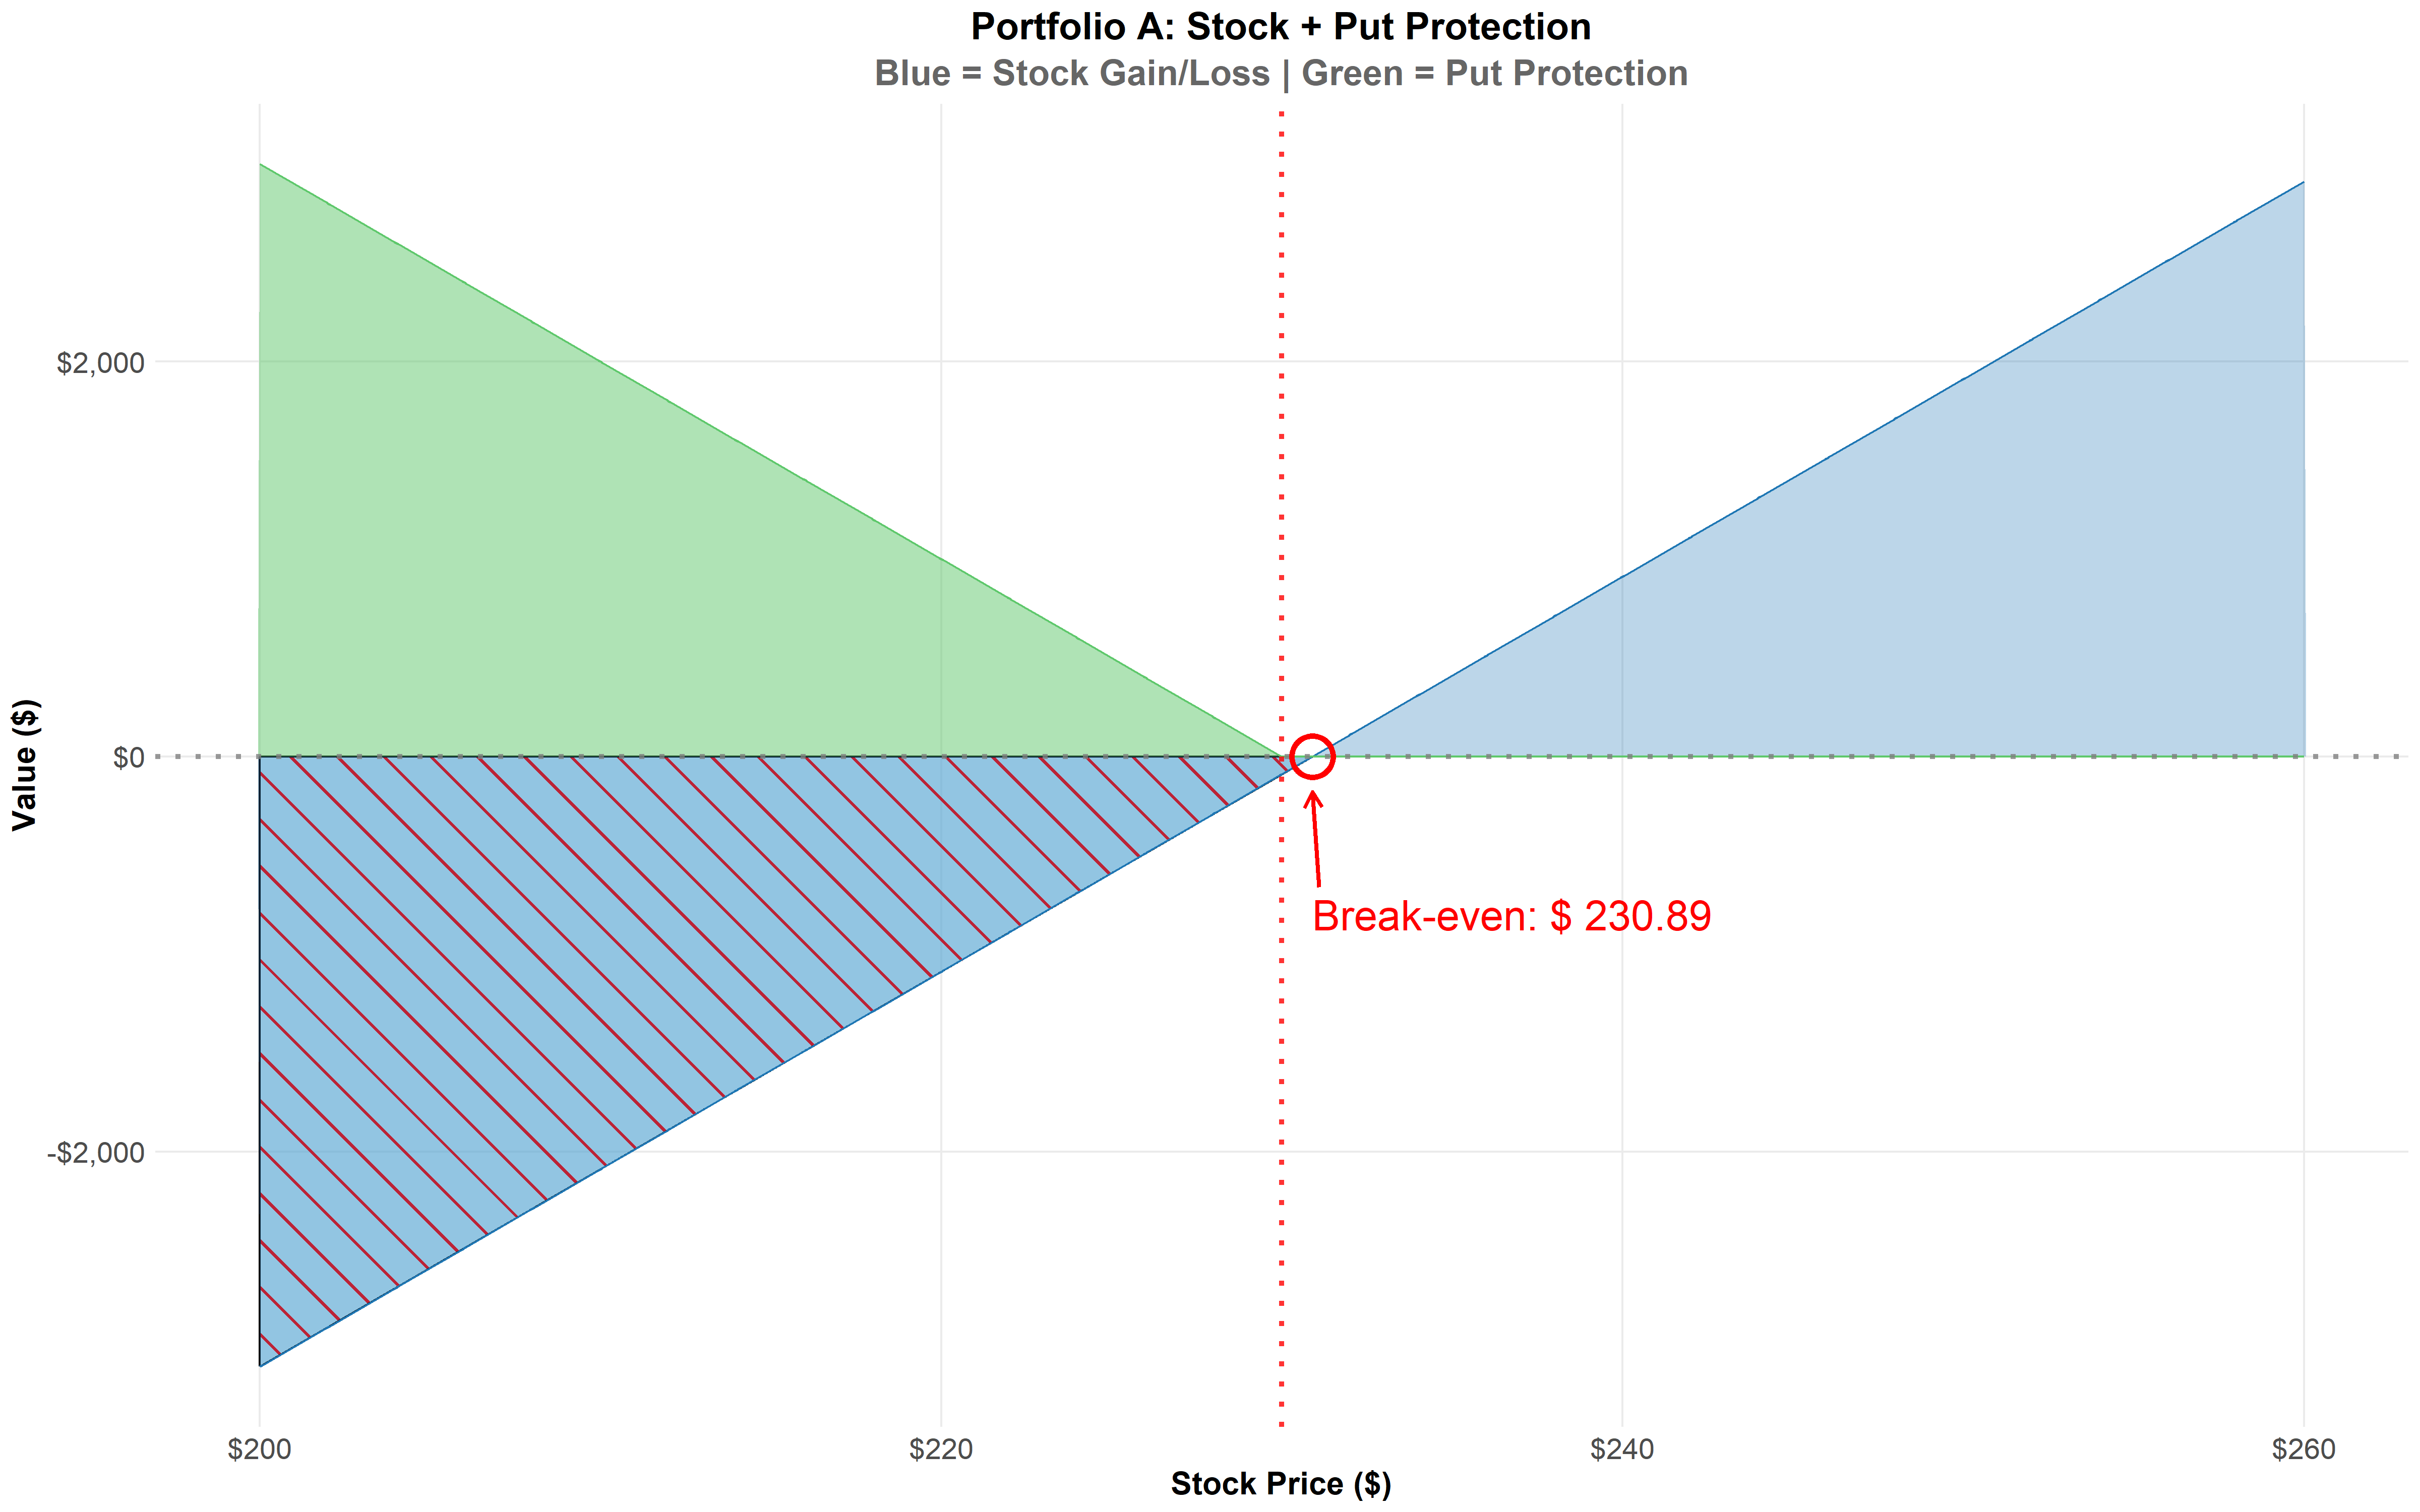 Portfolio A: Stock + Put Protection
Blue = Stock Gain/Loss | Green = Put Protection
Value ($)
$2,000
$0
-$2,000
Break-even: $ 230.89
$200
$220
$240
$260
Stock Price ($)